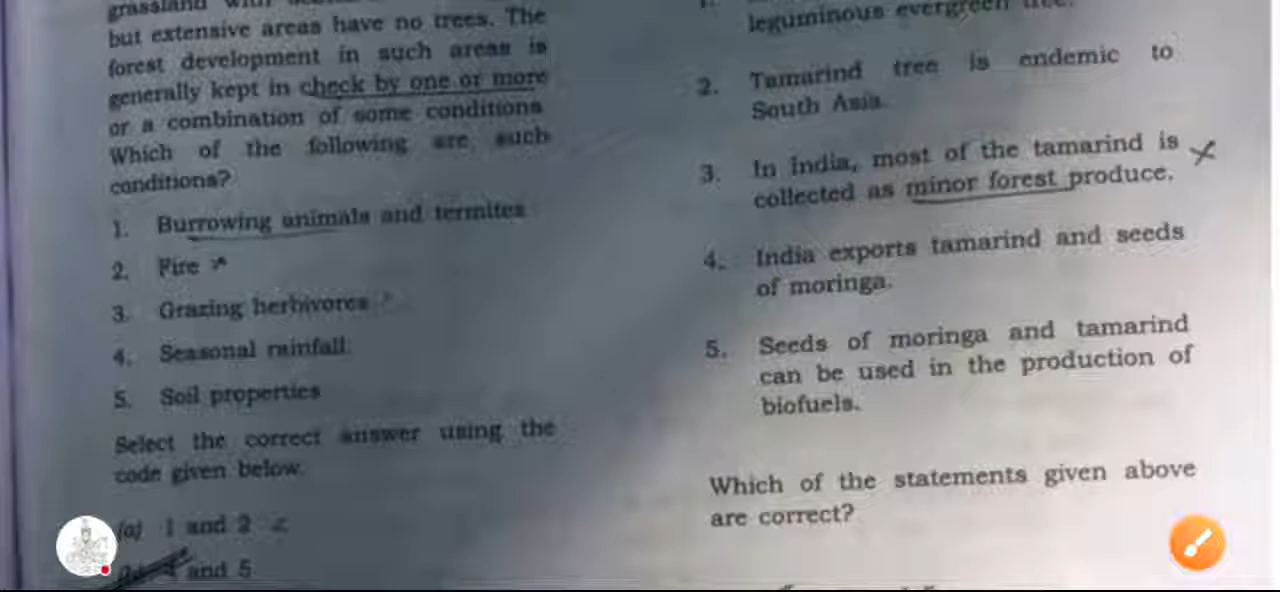 grassland
but extensive areas have no trees. The
forest development in such areas is
generally kept in check by one or more
or a combination of some conditions
Which of the following are such
conditions?
1. Burrowing animals and termites
2. Fire
3. Grazing herbivores
4. Seasonal rainfall
5. Soil properties
Select the correct answer using the
code given below.
(a) 1 and 2
and 5
leguminous evergreen tree.
2. Tamarind tree is endemic to
South Asia.
3. In India, most of the tamarind is
collected as minor forest produce.
4. India exports tamarind and seeds
of moringa.
5. Seeds of moringa and tamarind
can be used in the production of
biofuels.
Which of the statements given above
are correct?